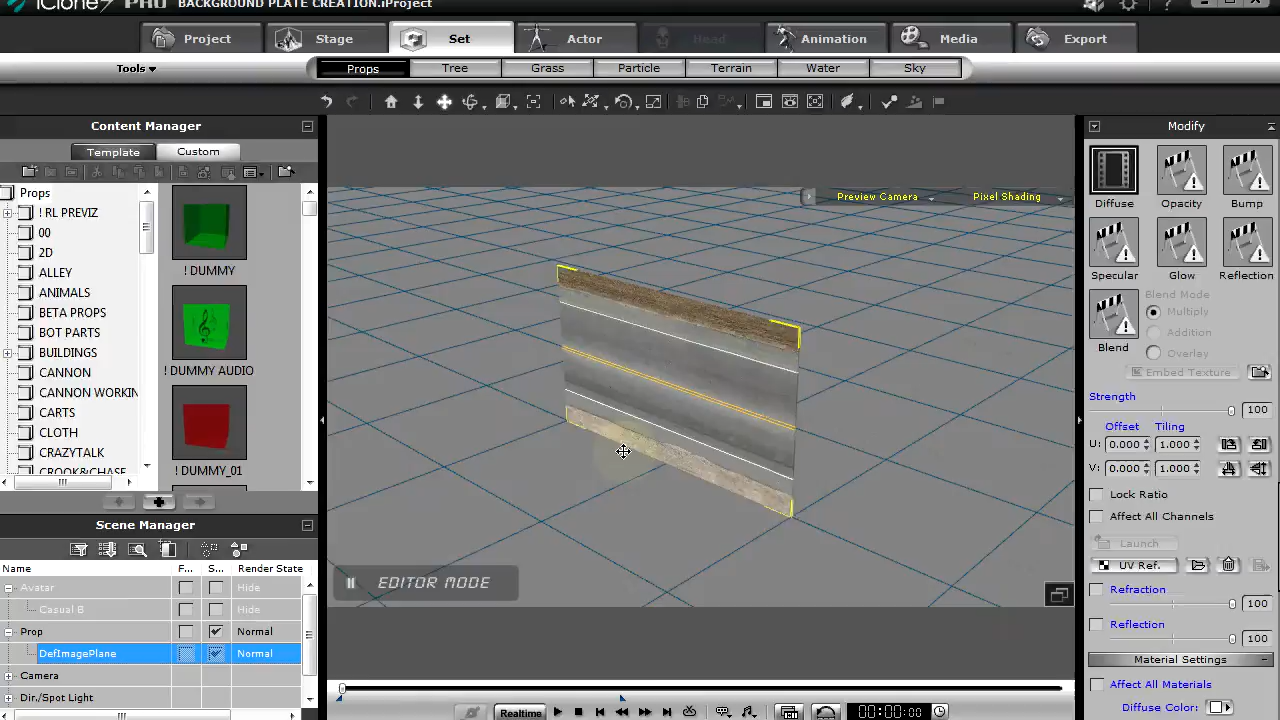 iClone7 PRO BACKGROUND PLATE CREATION.iProject
Project Stage Set Actor Head Animation Media Export
Tools Props Tree Grass Particle Terrain Water Sky
Content Manager
Template Custom
Props
! RL PREVIZ
00
2D
ALLEY
ANIMALS
BETA PROPS
BOT PARTS
BUILDINGS
CANNON
CANNON WORKIN
CARTS
CLOTH
CRAZYTALK
CROOK&CHASE
! DUMMY
! DUMMY AUDIO
! DUMMY_01
Scene Manager
Name F... S... Render State
Avatar Hide
Casual B Hide
Prop Normal
DefImagePlane Normal
Camera
Dir./Spot Light
Preview Camera Pixel Shading
EDITOR MODE
Realtime 00:00:00
Modify
Diffuse Opacity Bump
Specular Glow Reflection
Blend
Blend Mode
Multiply
Addition
Overlay
Embed Texture
Strength
100
Offset Tiling
U: 0.000 1.000
V: 0.000 1.000
Lock Ratio
Affect All Channels
Launch
UV Ref.
Refraction
100
Reflection
100
Material Settings
Affect All Materials
Diffuse Color: